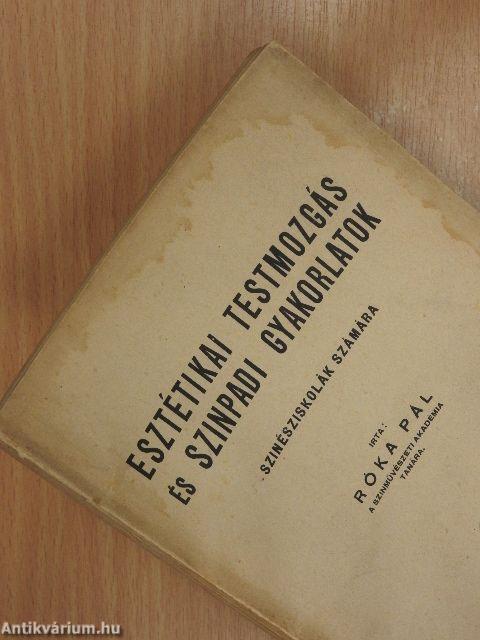 ESZTÉTIKAI TESTMOZGÁS
ÉS SZINPADI GYAKORLATOK
SZINÉSZISKOLÁK SZÁMÁRA
IRTA:
RÓKA PÁL
A SZINMŰVÉSZETI AKADÉMIA
TANÁRA.
Antikvárium.hu